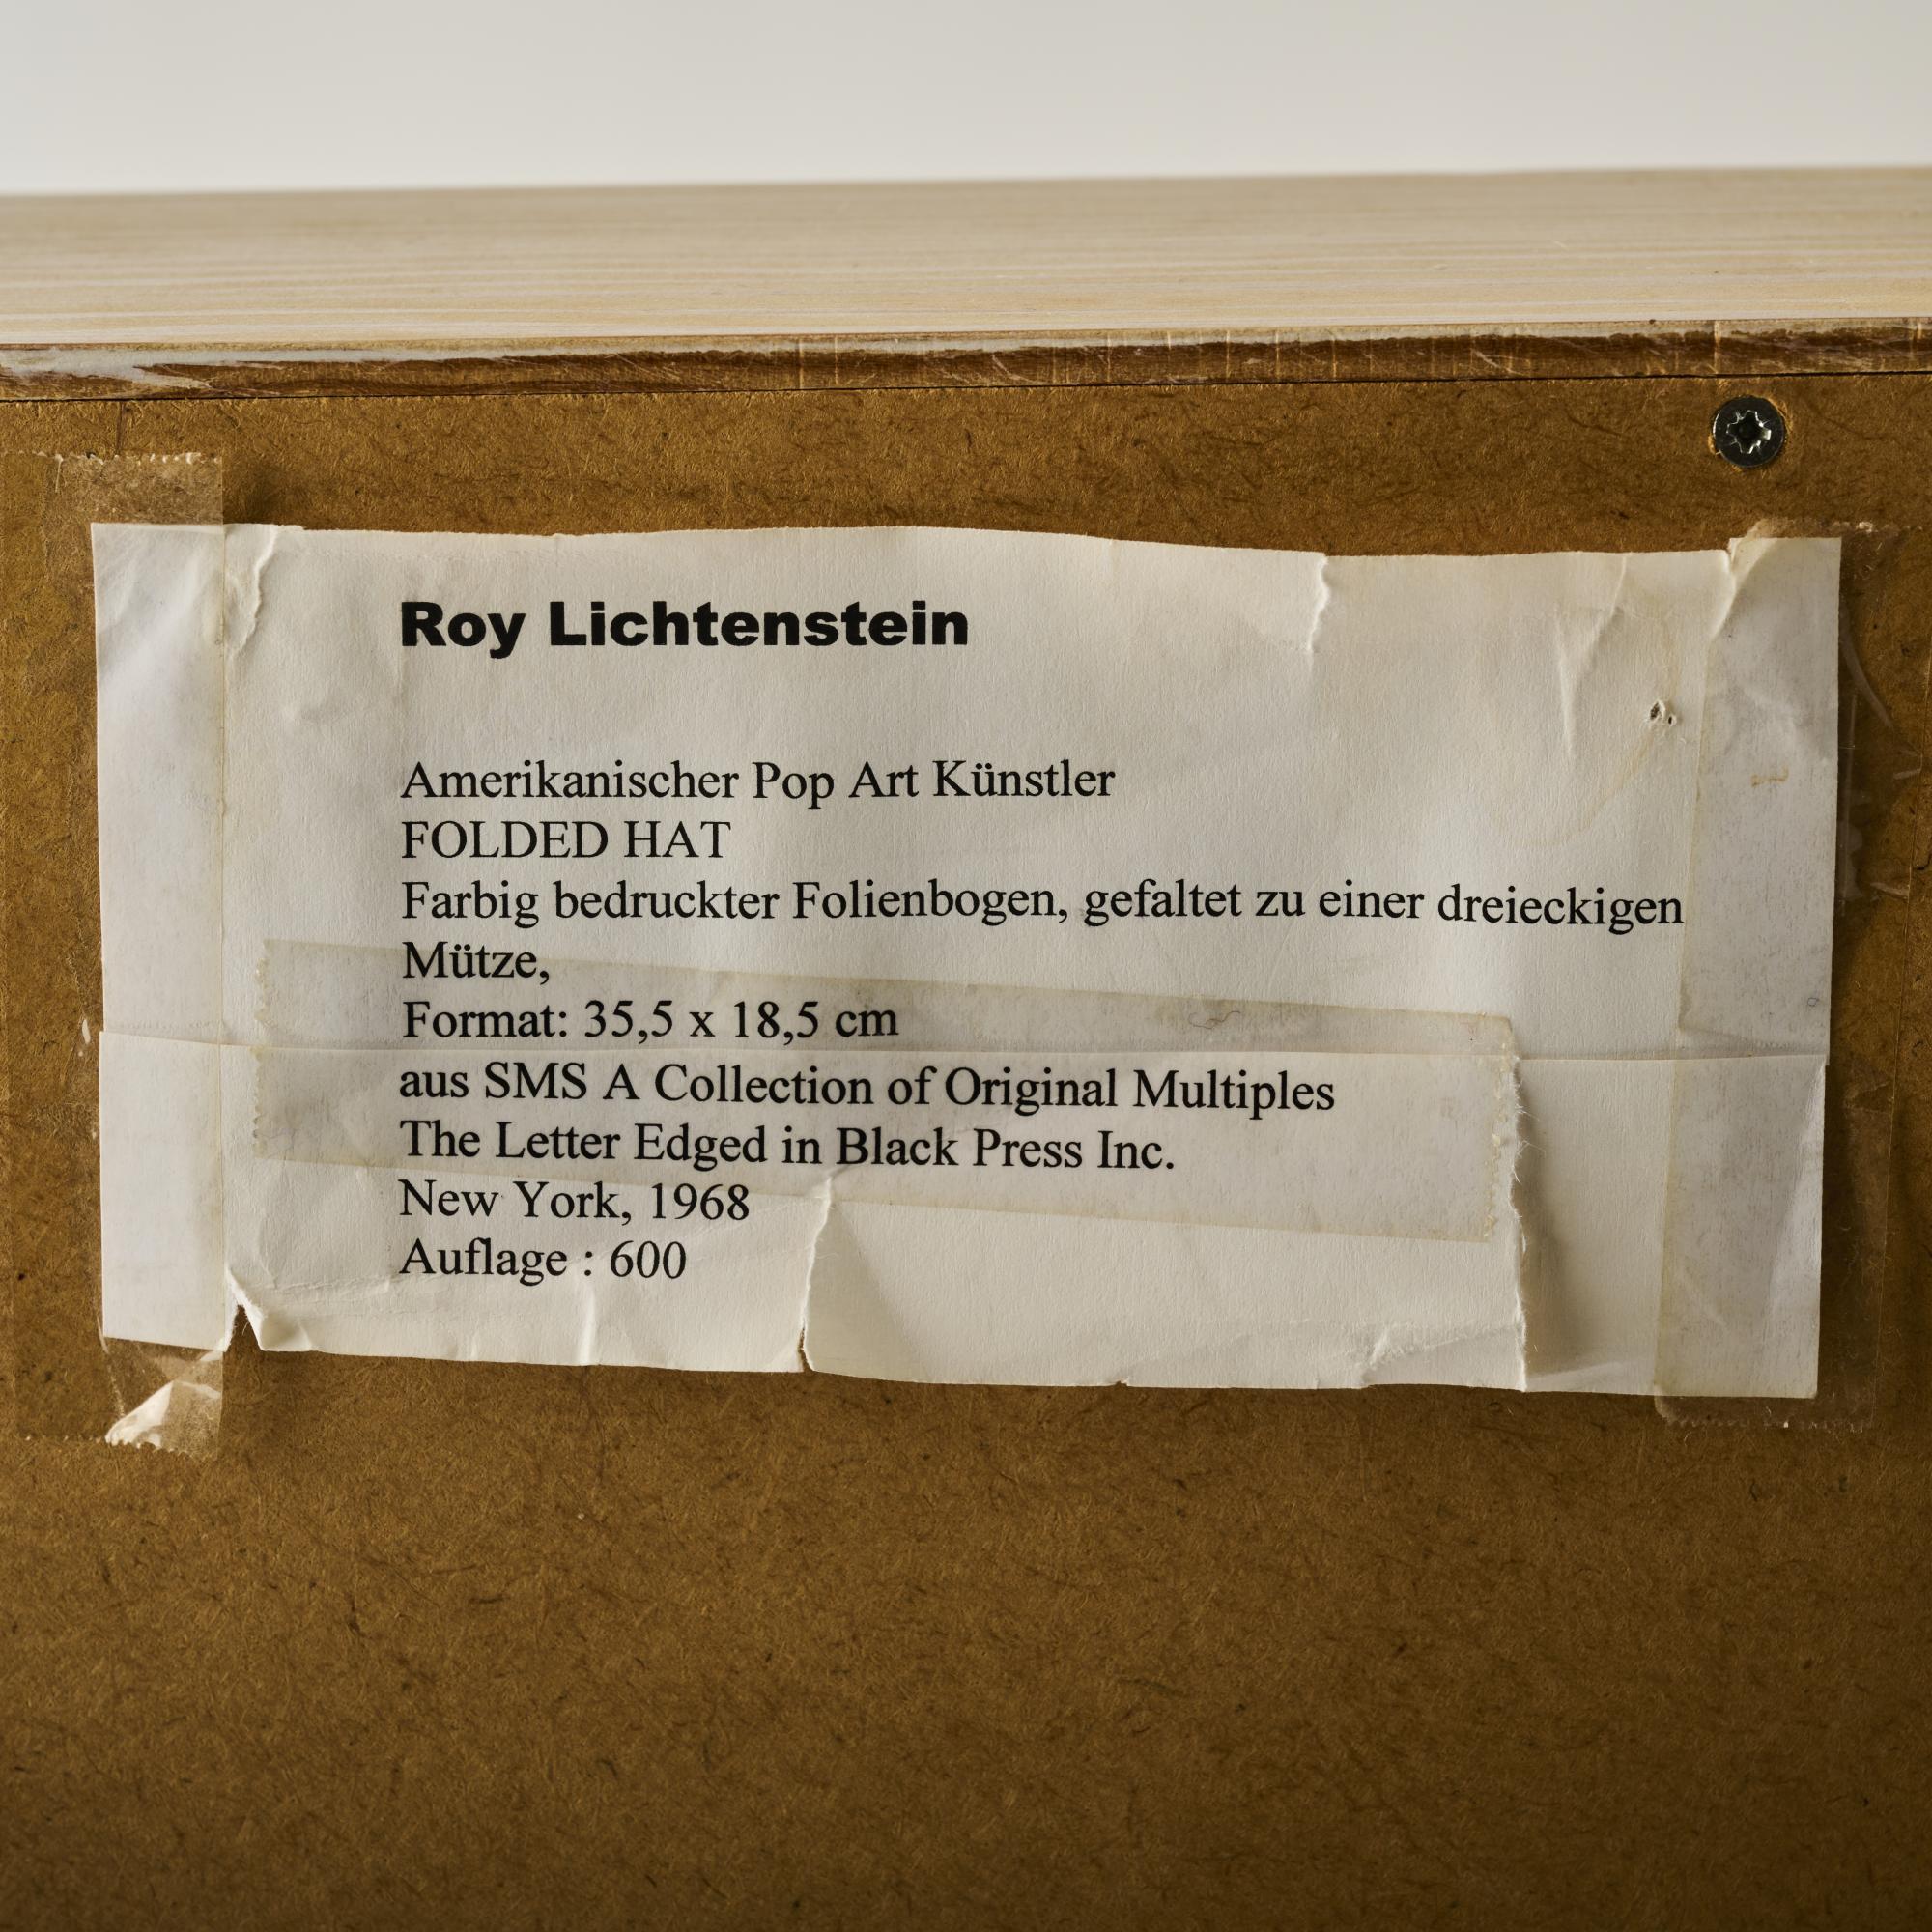 Roy Lichtenstein
Amerikanischer Pop Art Künstler
FOLDED HAT
Farbig bedruckter Folienbogen, gefaltet zu einer dreieckigen
Mütze,
Format: 35,5 x 18,5 cm
aus SMS A Collection of Original Multiples
The Letter Edged in Black Press Inc.
New York, 1968
Auflage : 600